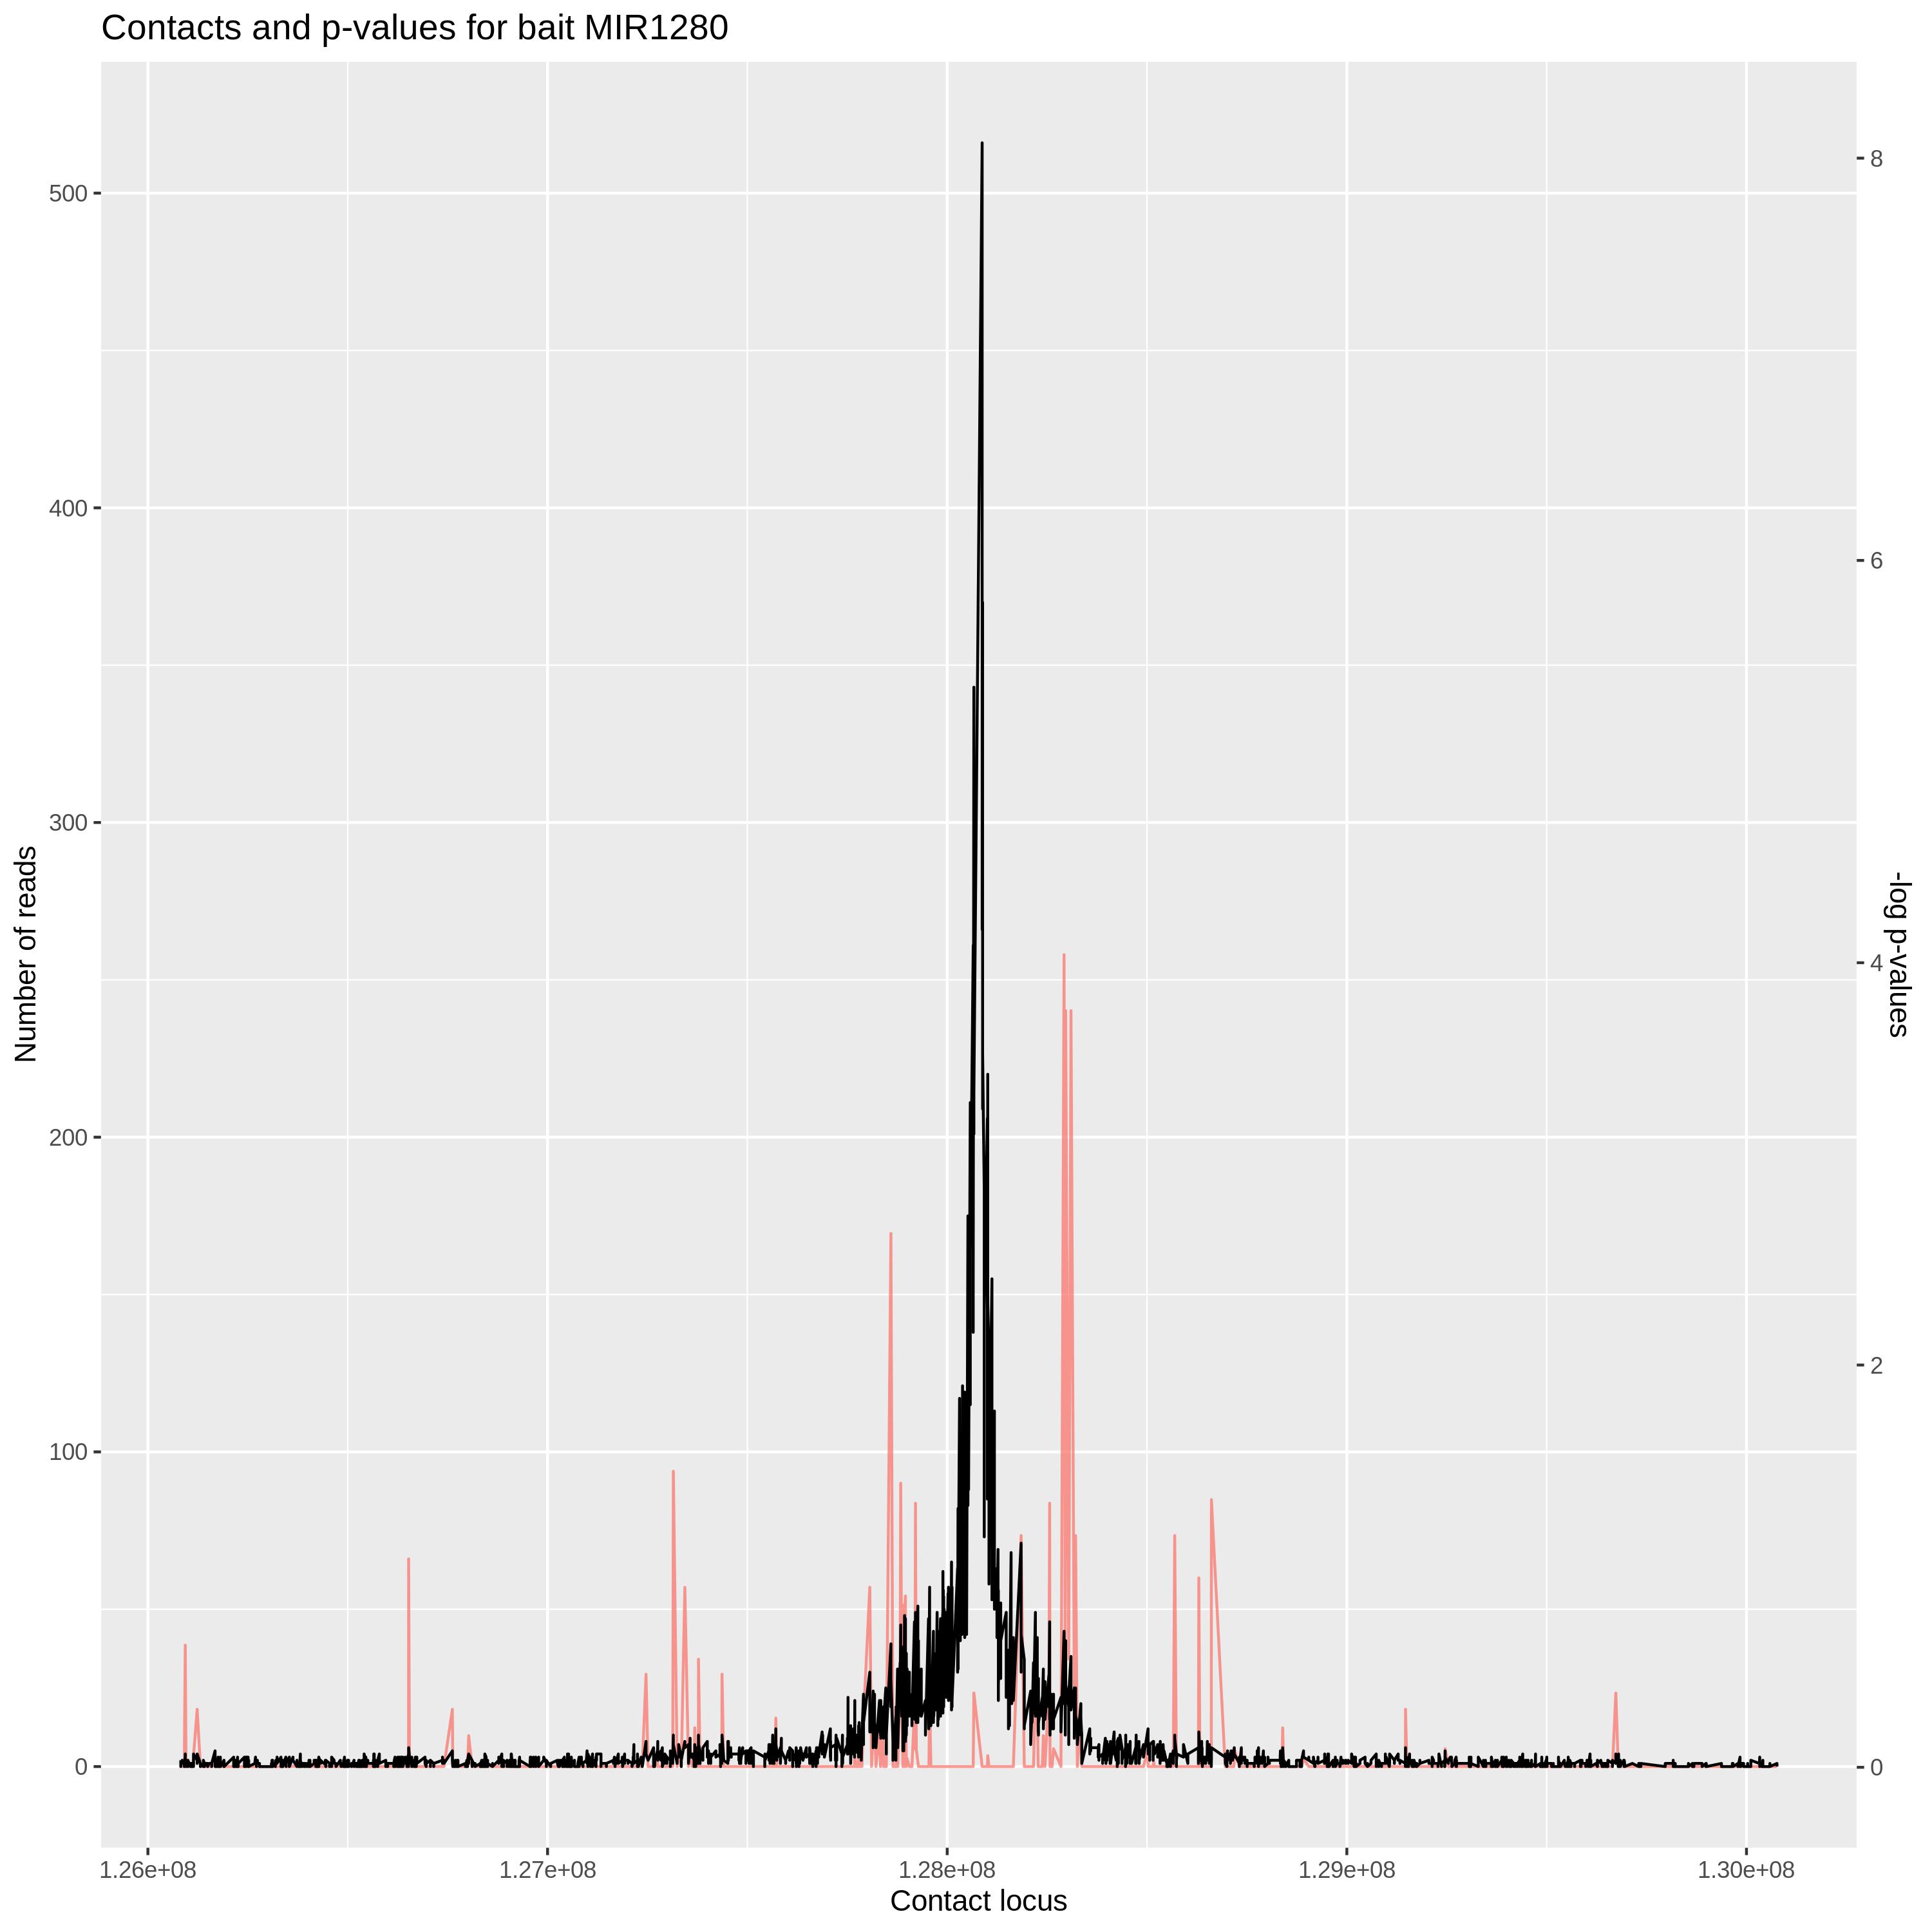 Contacts and p-values for bait MIR1280
500
400
300
200
100
0
Number of reads
8
6
4
2
0
-log p-values
1.26e+08
1.27e+08
1.28e+08
1.29e+08
1.30e+08
Contact locus